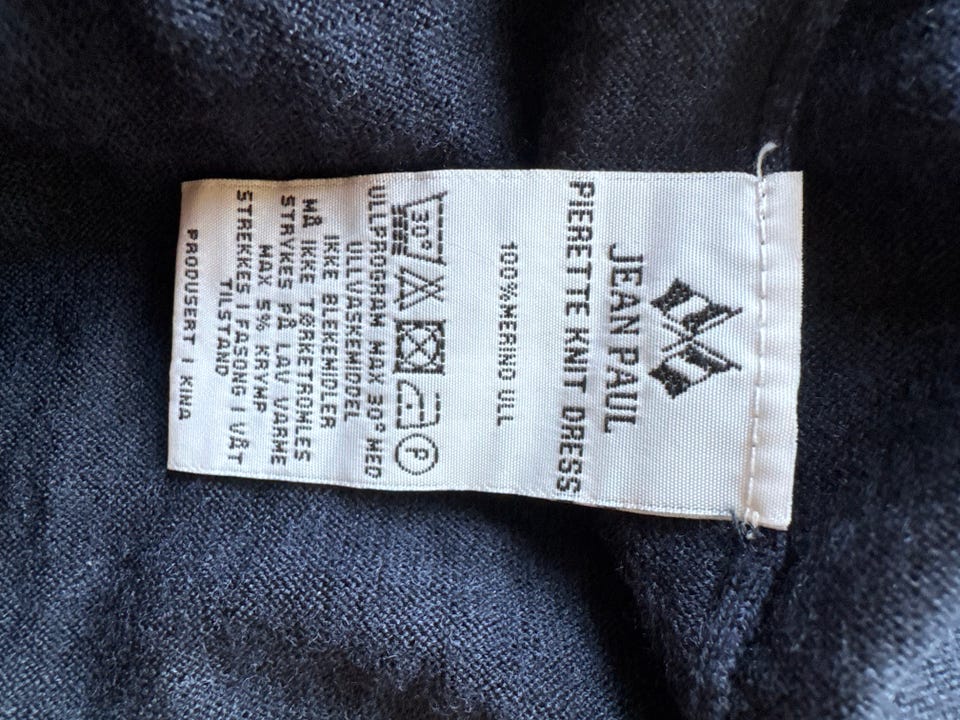 JEAN PAUL
PIERETTE KNIT DRESS
100%MERINO ULL
30°
P
ULLPROGRAM MAX 30° MED
ULLVASKEMIDDEL
IKKE BLEKEMIDLER
MÅ IKKE TØRKETROMLES
STRYKES PÅ LAV VARME
MAX 5% KRYMP
STREKKES I FASONG I VÅT
TILSTAND
PRODUSERT I KINA